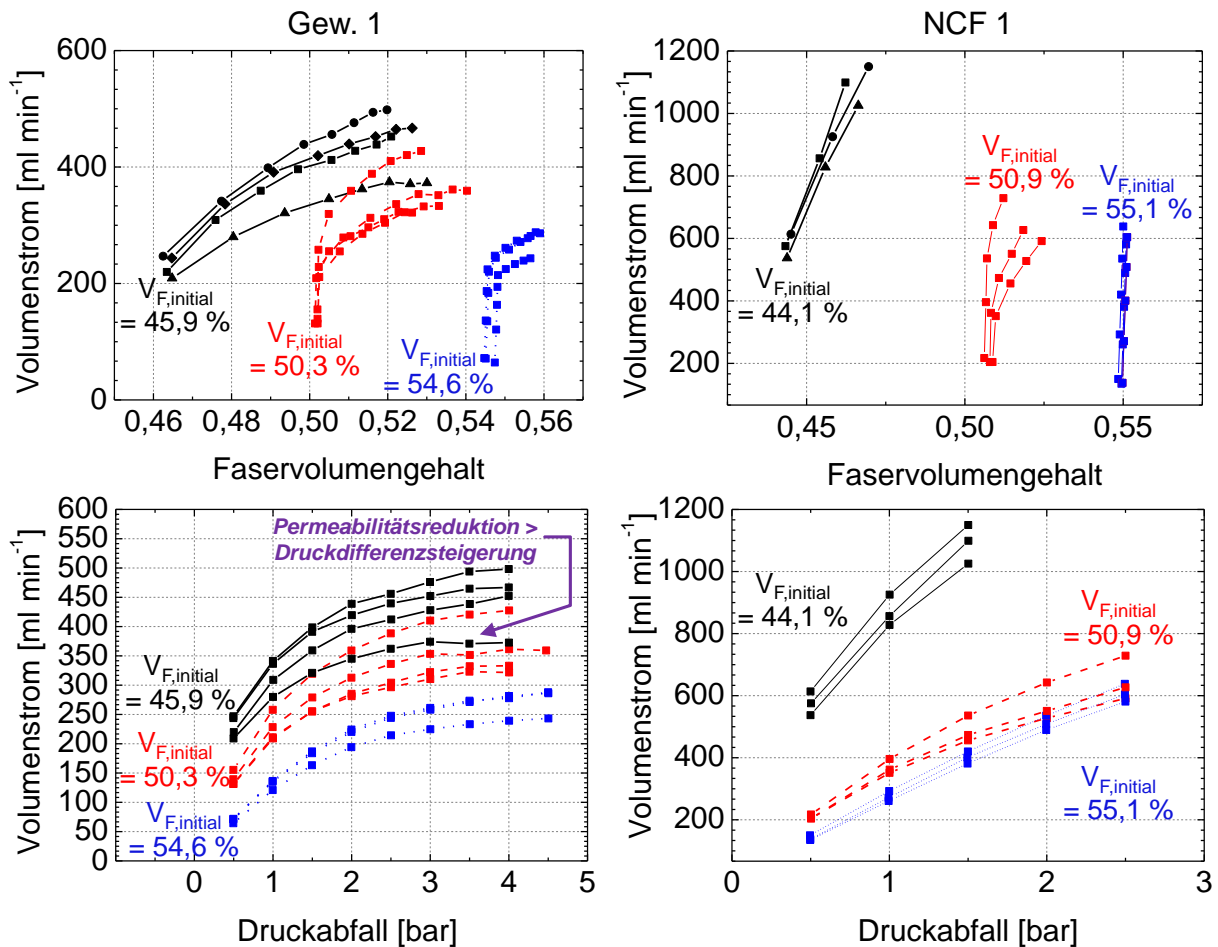 Gew. 1
Volumenstrom [ml min-1]
600
400
200
0
VF,initial
= 45,9 %
VF,initial
= 50,3 %
VF,initial
= 54,6 %
0,46 0,48 0,50 0,52 0,54 0,56
Faservolumengehalt
NCF 1
Volumenstrom [ml min-1]
1200
1000
800
600
400
200
VF,initial
= 44,1 %
VF,initial
= 50,9 %
VF,initial
= 55,1 %
0,45 0,50 0,55
Faservolumengehalt
Volumenstrom [ml min-1]
600
550
500
450
400
350
300
250
200
150
100
50
0
Permeabilitätsreduktion >
Druckdifferenzsteigerung
VF,initial
= 45,9 %
VF,initial
= 50,3 %
VF,initial
= 54,6 %
0 1 2 3 4 5
Druckabfall [bar]
Volumenstrom [ml min-1]
1200
1000
800
600
400
200
VF,initial
= 44,1 %
VF,initial
= 50,9 %
VF,initial
= 55,1 %
0 1 2 3
Druckabfall [bar]